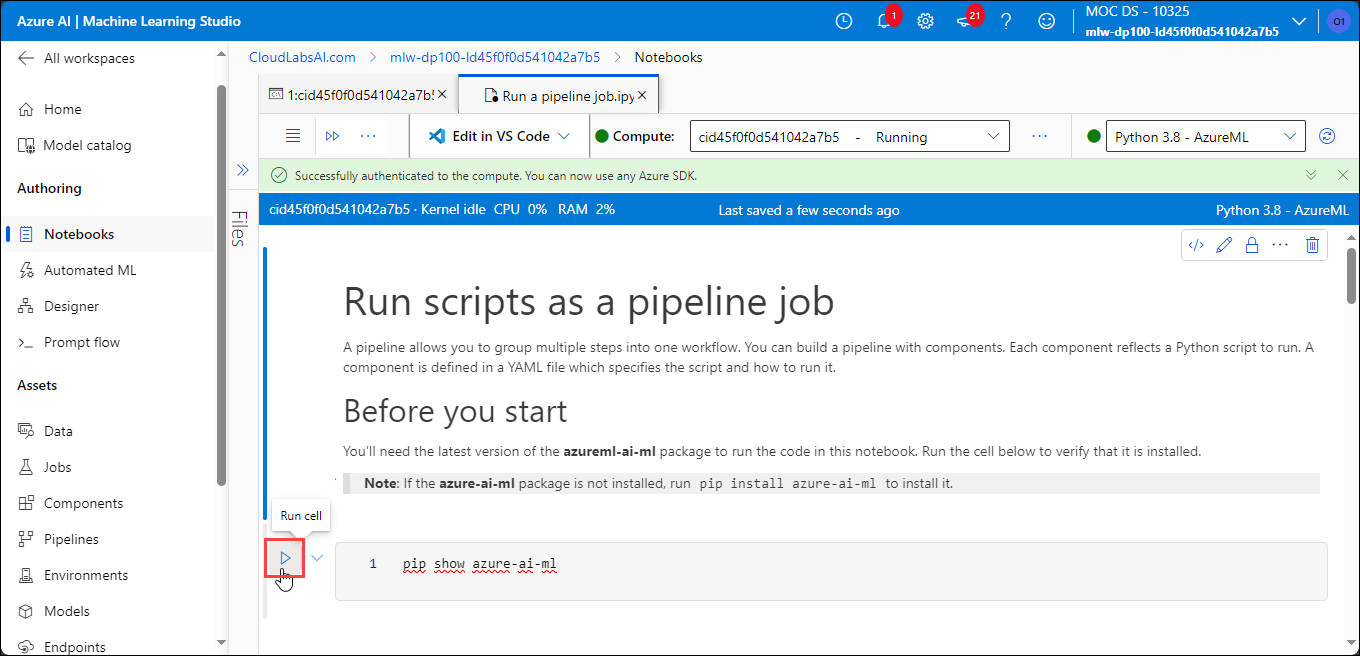 Azure AI | Machine Learning Studio
1
21
MOC DS - 10325
mlw-dp100-ld45f0f0d541042a7b5
01
All workspaces
Home
Model catalog
Authoring
Notebooks
Automated ML
Designer
Prompt flow
Assets
Data
Jobs
Components
Pipelines
Environments
Models
Endpoints
CloudLabsAI.com > mlw-dp100-ld45f0f0d541042a7b5 > Notebooks
1:cid45f0f0d541042a7b5
Run a pipeline job.ipy
Edit in VS Code
Compute:
cid45f0f0d541042a7b5 - Running
Python 3.8 - AzureML
Files
Successfully authenticated to the compute. You can now use any Azure SDK.
cid45f0f0d541042a7b5 · Kernel idle CPU 0% RAM 2%
Last saved a few seconds ago
Python 3.8 - AzureML
Run scripts as a pipeline job
A pipeline allows you to group multiple steps into one workflow. You can build a pipeline with components. Each component reflects a Python script to run. A
component is defined in a YAML file which specifies the script and how to run it.
Before you start
You'll need the latest version of the azureml-ai-ml package to run the code in this notebook. Run the cell below to verify that it is installed.
Note: If the azure-ai-ml package is not installed, run pip install azure-ai-ml to install it.
Run cell
1 pip show azure-ai-ml